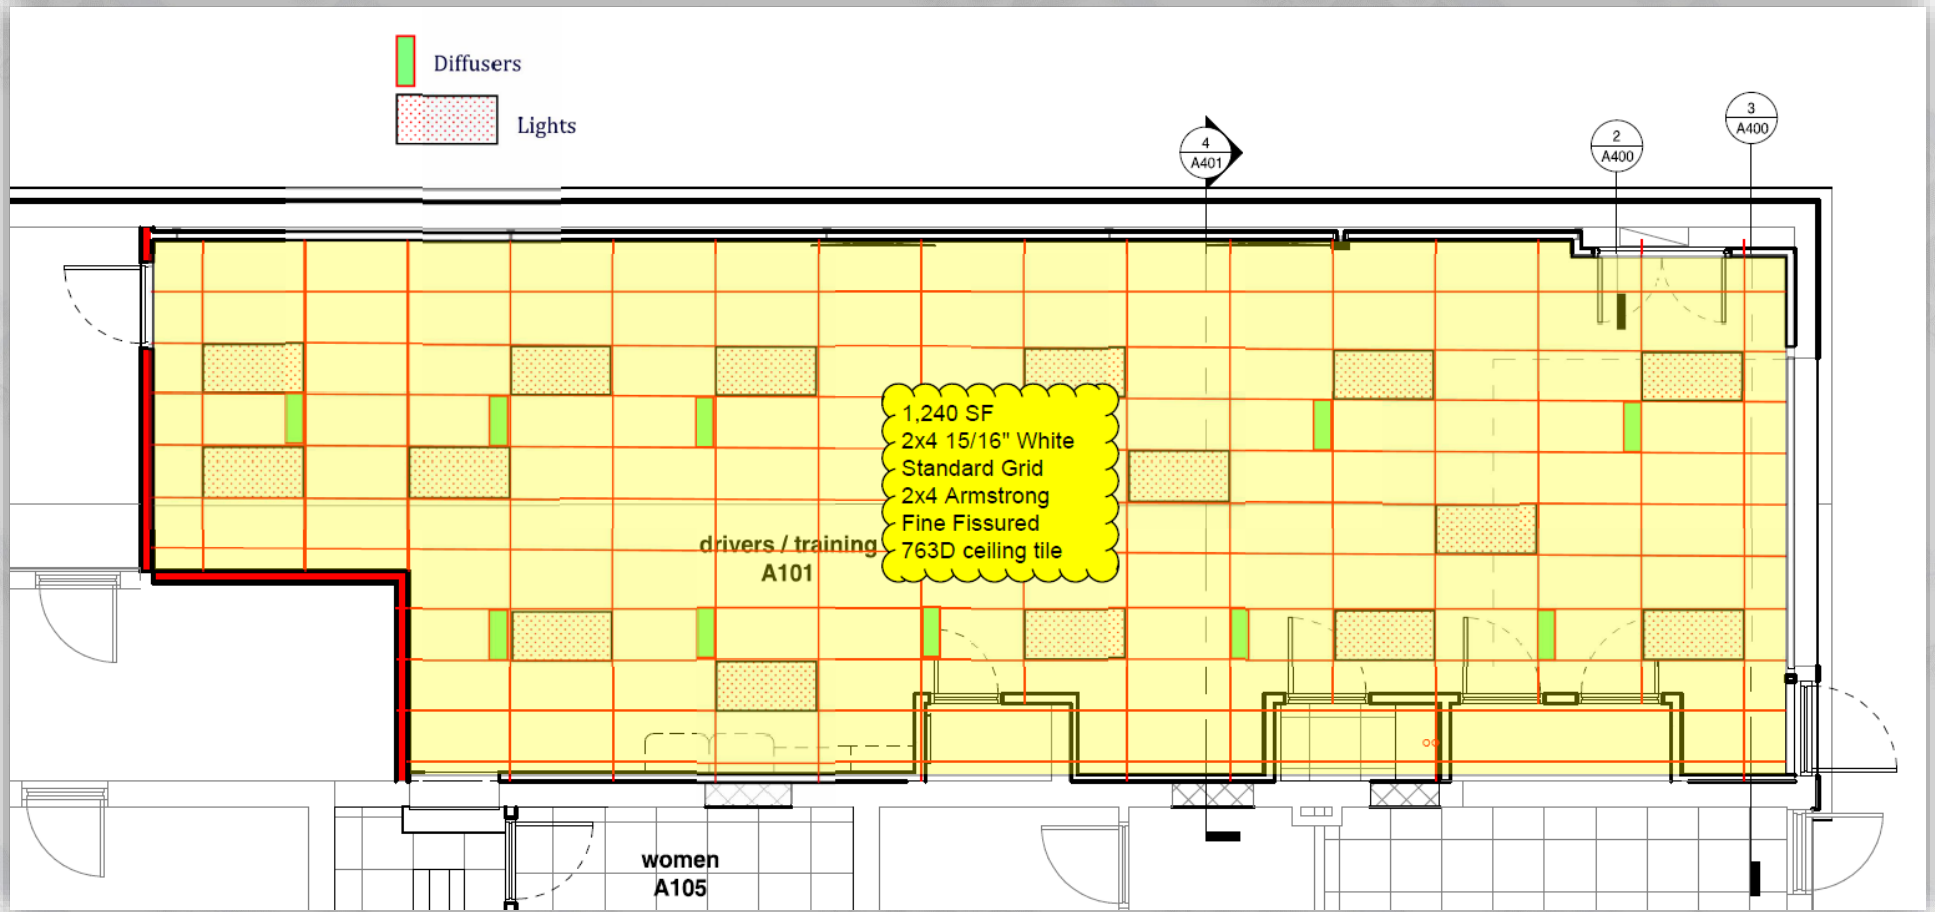 Diffusers
Lights
4
A401
2
A400
3
A400
1,240 SF
2x4 15/16" White
Standard Grid
2x4 Armstrong
Fine Fissured
763D ceiling tile
drivers / training
A101
women
A105